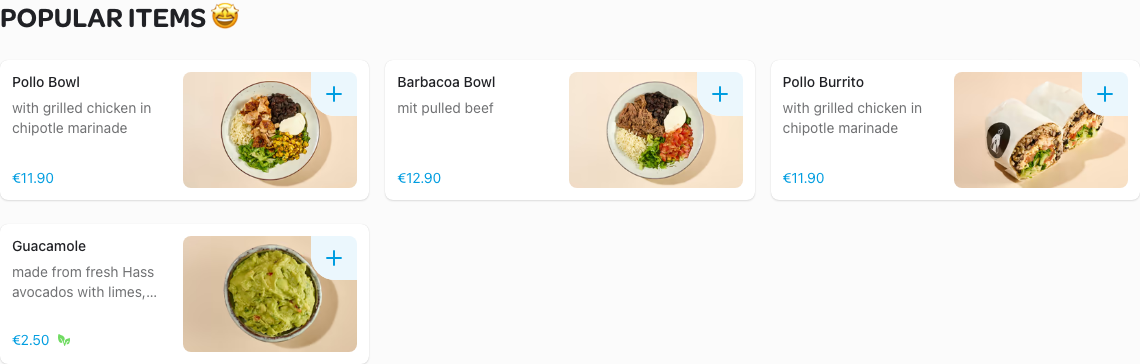 POPULAR ITEMS 🤩
Pollo Bowl
with grilled chicken in
chipotle marinade
€11.90
Barbacoa Bowl
mit pulled beef
€12.90
Pollo Burrito
with grilled chicken in
chipotle marinade
€11.90
Guacamole
made from fresh Hass
avocados with limes,...
€2.50